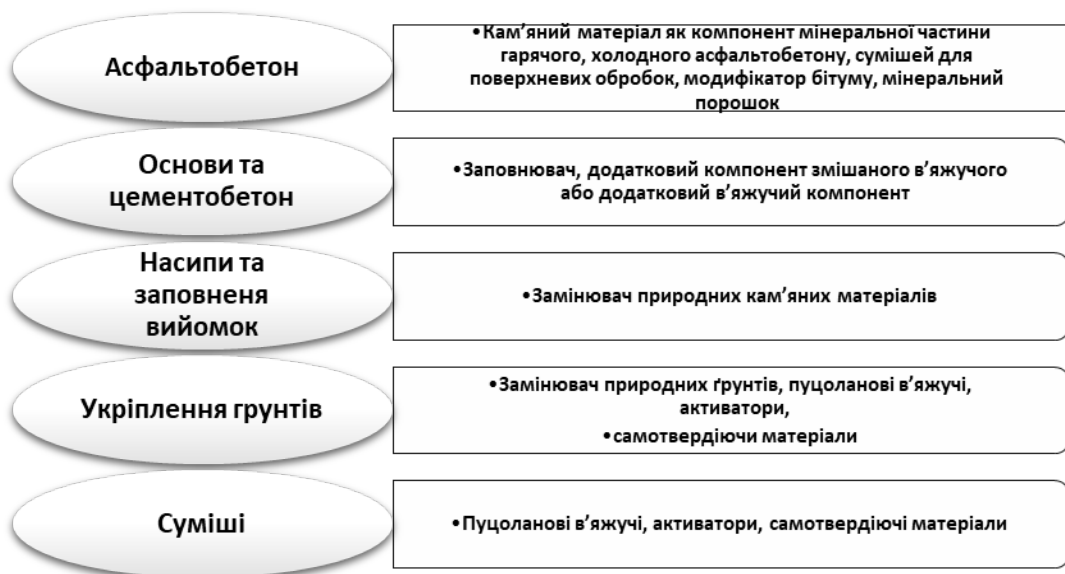 Асфальтобетон
•Кам’яний матеріал як компонент мінеральної частини
гарячого, холодного асфальтобетону, сумішей для
поверхневих обробок, модифікатор бітуму, мінеральний
порошок
Основи та
цементобетон
•Заповнювач, додатковий компонент змішаного в’яжучого
або додатковий в’яжучий компонент
Насипи та
заповненя
вийомок
•Замінювач природних кам’яних матеріалів
Укріплення грунтів
•Замінювач природних ґрунтів, пуцоланові в’яжучі,
активатори,
•самотвердіючи матеріали
Суміші
•Пуцоланові в’яжучі, активатори, самотвердіючі матеріали